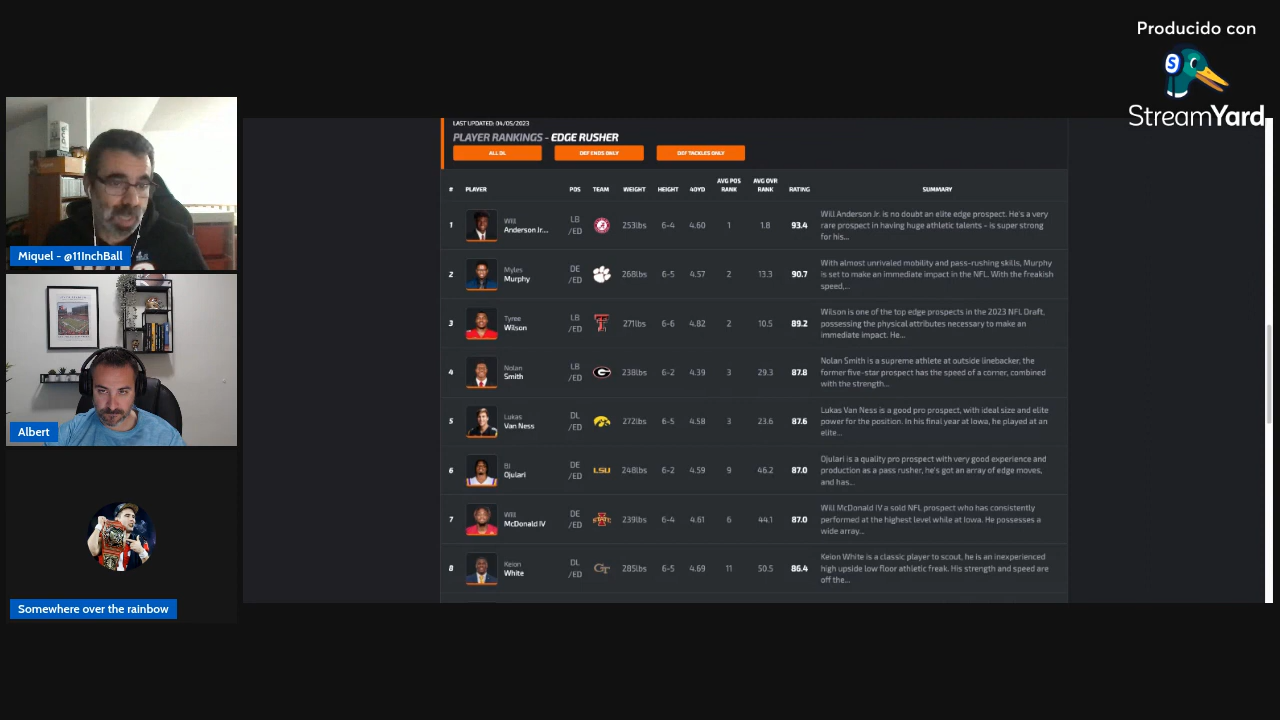 Producido con
StreamYard
Miquel - @11InchBall
Albert
Somewhere over the rainbow
LAST UPDATED: 04/05/2023
PLAYER RANKINGS - EDGE RUSHER
ALL DL
DEF ENDS ONLY
DEF TACKLES ONLY
# PLAYER POS TEAM WEIGHT HEIGHT 40YD AVG POS RANK AVG OVR RANK RATING SUMMARY
1 Will Anderson Jr... LB /ED 253lbs 6-4 4.60 1 1.8 93.4
Will Anderson Jr. is no doubt an elite edge prospect. He's a very
rare prospect in having huge athletic talents - is super strong
for his...
2 Myles Murphy DE /ED 268lbs 6-5 4.57 2 13.3 90.7
With almost unrivaled mobility and pass-rushing skills, Murphy
is set to make an immediate impact in the NFL. With the freakish
speed,...
3 Tyree Wilson LB /ED 271lbs 6-6 4.82 2 10.5 89.2
Wilson is one of the top edge prospects in the 2023 NFL Draft,
possessing the physical attributes necessary to make an
immediate impact. He...
4 Nolan Smith LB /ED G 238lbs 6-2 4.39 3 29.3 87.8
Nolan Smith is a supreme athlete at outside linebacker, the
former five-star prospect has the speed of a corner, combined
with the strength...
5 Lukas Van Ness DL /ED 272lbs 6-5 4.58 3 23.6 87.6
Lukas Van Ness is a good pro prospect, with ideal size and elite
power for the position. In his final year at Iowa, he played at an
elite...
6 BJ Ojulari DE /ED LSU 248lbs 6-2 4.59 9 46.2 87.0
Ojulari is a quality pro prospect with very good experience and
production as a pass rusher, he's got an array of edge moves,
and has...
7 Will McDonald IV DE /ED STATE 239lbs 6-4 4.61 6 44.1 87.0
Will McDonald IV a solid NFL prospect who has consistently
performed at the highest level while at Iowa. He possesses a
wide array...
8 Keion White DL /ED GT 285lbs 6-5 4.69 11 50.5 86.4
Keion White is a classic player to scout, he is an inexperienced
high upside low floor athletic freak. His strength and speed are
off the...